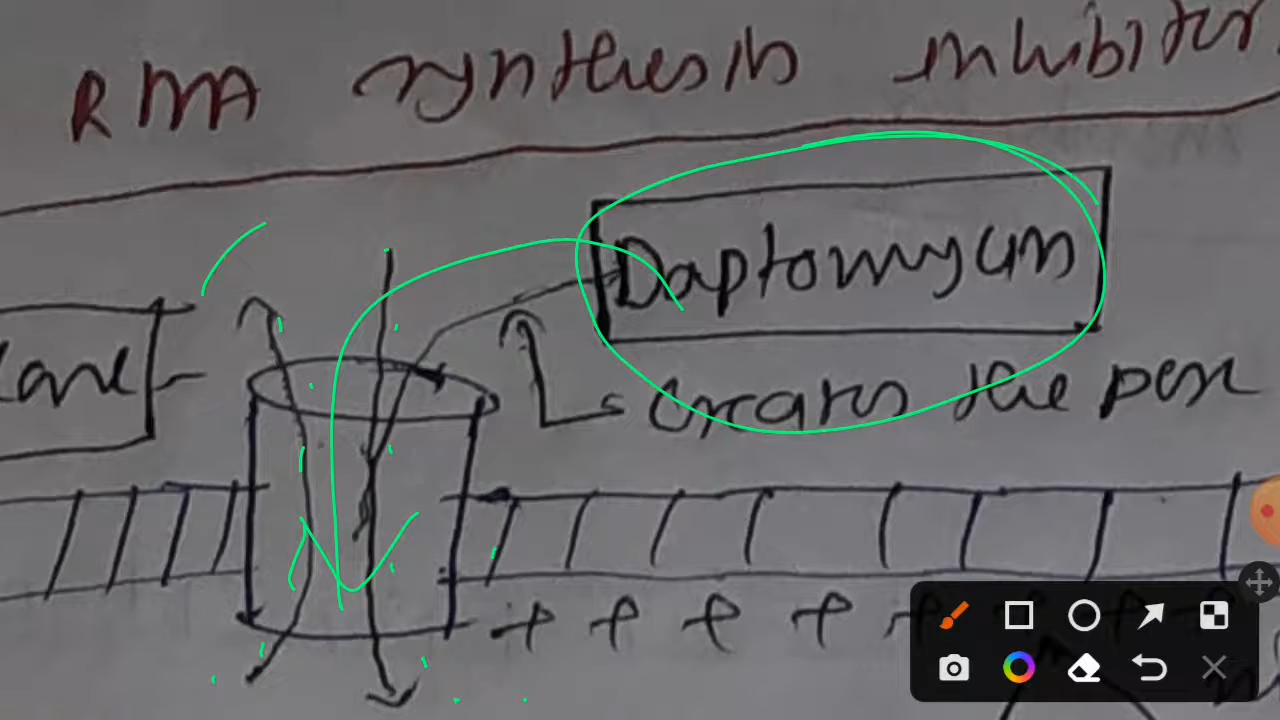 RNA synthesis inhibitor
Daptomycin
creates the pore
+ + + + +